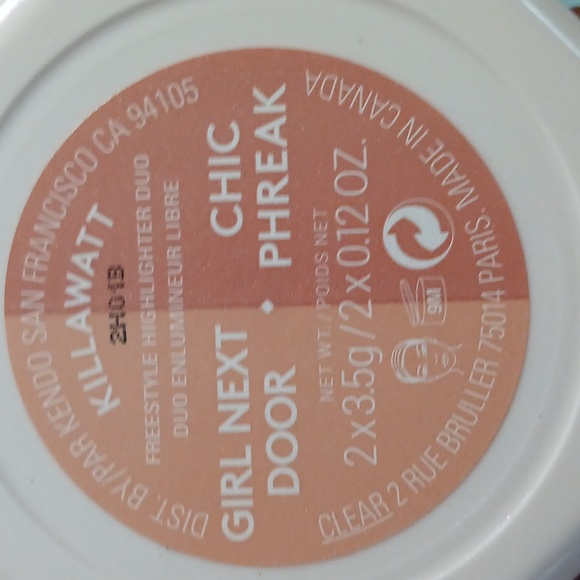 KILLAWATT
2H01B
FREESTYLE HIGHLIGHTER DUO
DUO ENLUMINEUR LIBRE
GIRL NEXT CHIC
DOOR • PHREAK
NET WT./POIDS NET
2 x 3.5g / 2 x 0.12 OZ.
9M
DIST. BY/PAR KENDO SAN FRANCISCO CA 94105
CLEAR 2 RUE BRULLER 75014 PARIS. MADE IN CANADA